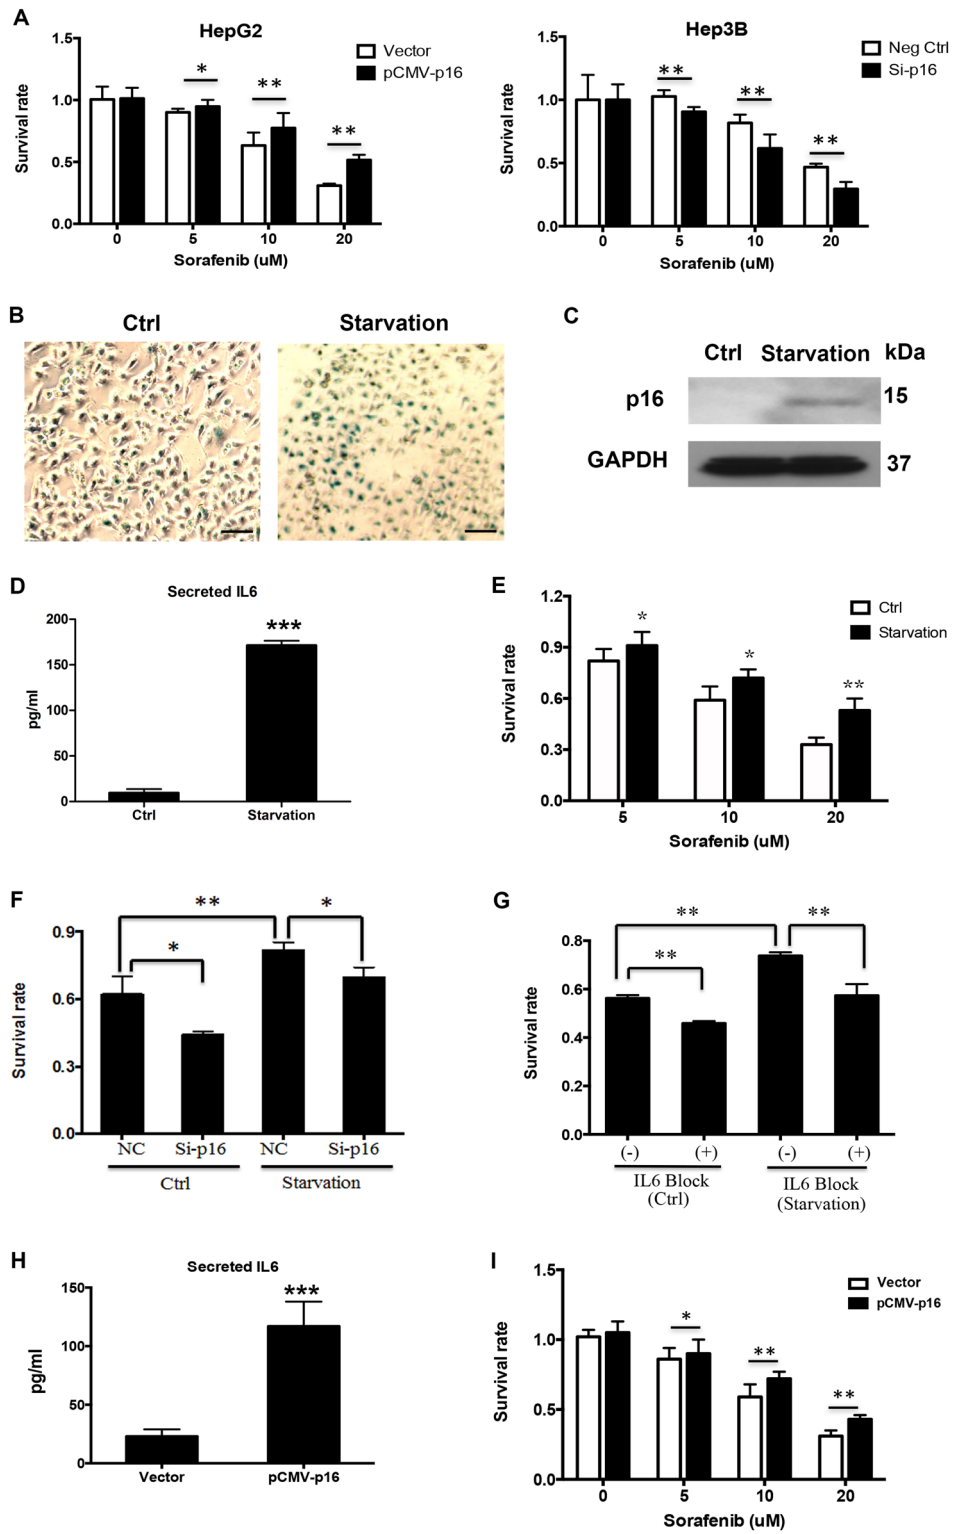 A
HepG2
Vector
pCMV-p16
Survival rate
1.5
1.0
0.5
0.0
*
**
**
0 5 10 20
Sorafenib (uM)
Hep3B
Neg Ctrl
Si-p16
Survival rate
1.5
1.0
0.5
0.0
**
**
**
0 5 10 20
Sorafenib (uM)
B
Ctrl
Starvation
C
Ctrl Starvation kDa
p16 15
GAPDH 37
D
Secreted IL6
pg/ml
200
150
100
50
0
***
Ctrl Starvation
E
Ctrl
Starvation
Survival rate
1.2
0.9
0.6
0.3
0.0
*
*
**
5 10 20
Sorafenib (uM)
F
Survival rate
0.9
0.6
0.3
0.0
**
*
*
NC Si-p16 NC Si-p16
Ctrl Starvation
G
Survival rate
0.8
0.6
0.4
0.2
0.0
**
**
**
(-) (+) (-) (+)
IL6 Block IL6 Block
(Ctrl) (Starvation)
H
Secreted IL6
pg/ml
150
100
50
0
***
Vector pCMV-p16
I
Vector
pCMV-p16
Survival rate
1.5
1.0
0.5
0.0
*
**
**
0 5 10 20
Sorafenib (uM)